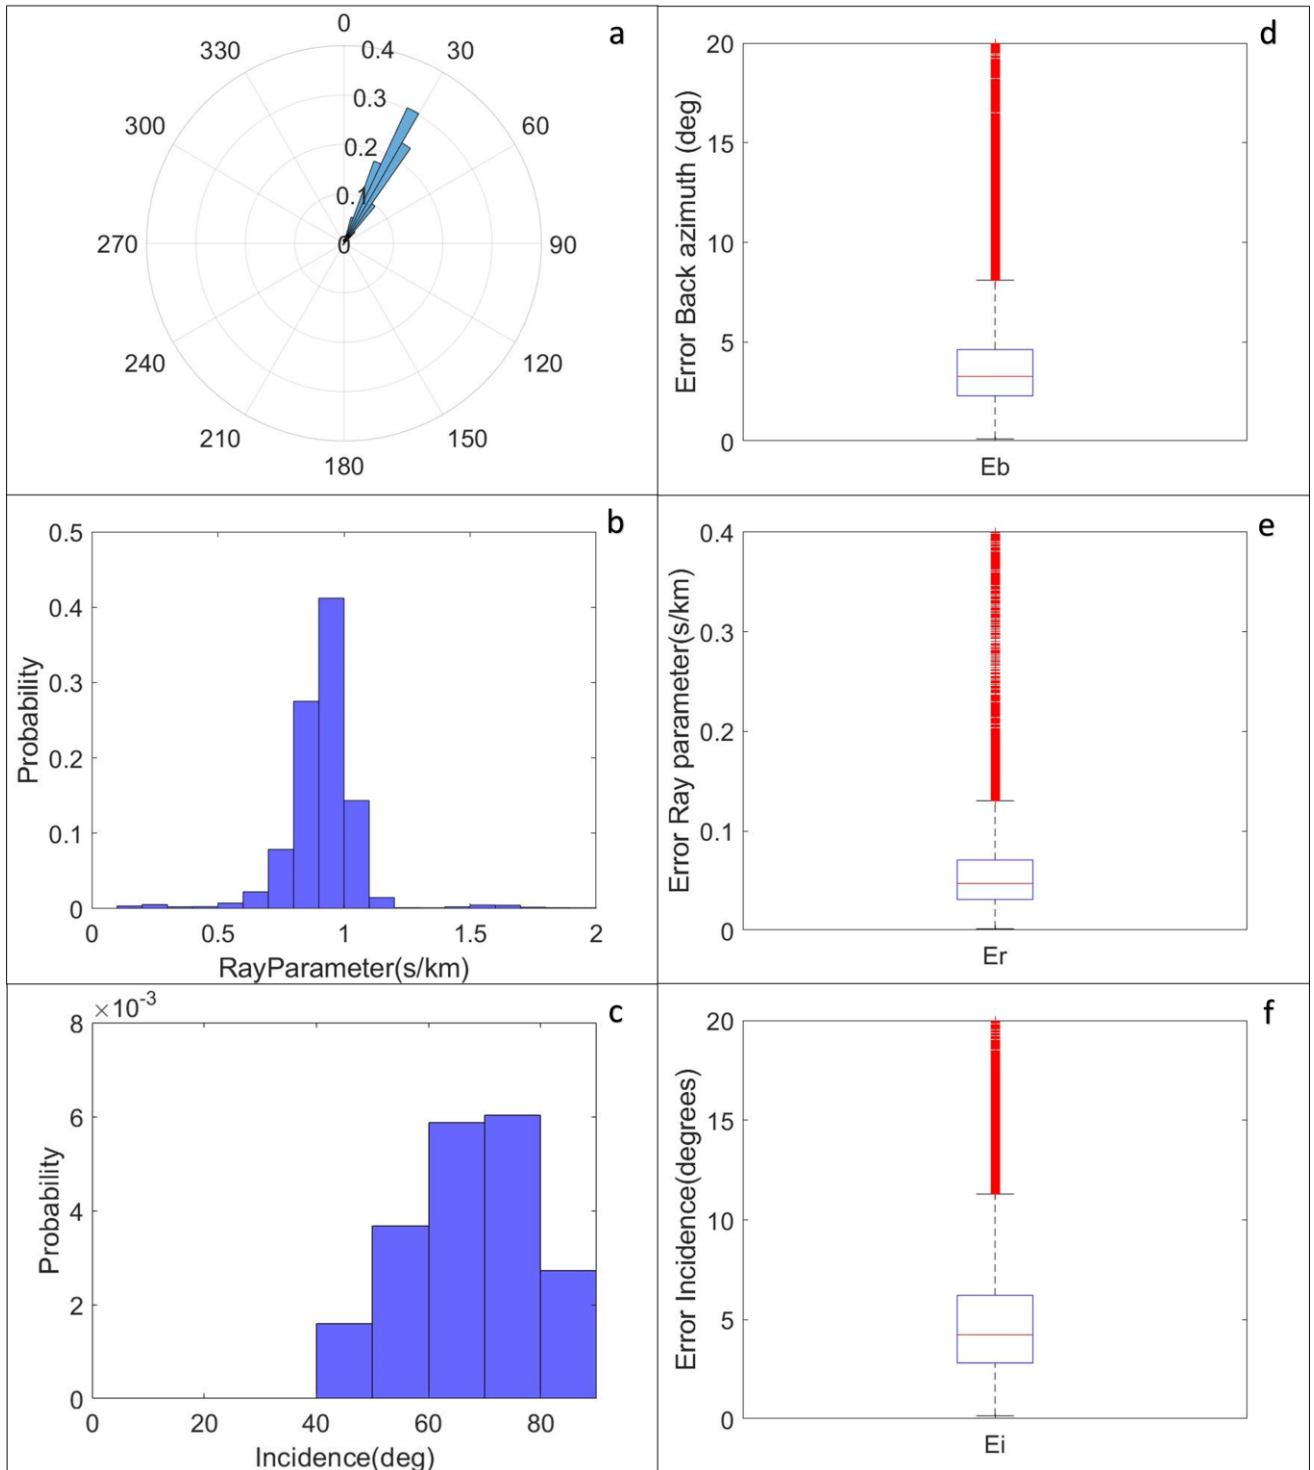 a
0
30
60
90
120
150
180
210
240
270
300
330
0.4
0.3
0.2
0.1
0
d
20
15
10
5
0
Error Back azimuth (deg)
Eb
b
0.5
0.4
0.3
0.2
0.1
0
Probability
0 0.5 1 1.5 2
RayParameter(s/km)
e
0.4
0.3
0.2
0.1
0
Error Ray parameter(s/km)
Er
c
×10-3
8
6
4
2
0
Probability
0 20 40 60 80
Incidence(deg)
f
20
15
10
5
0
Error Incidence(degrees)
Ei